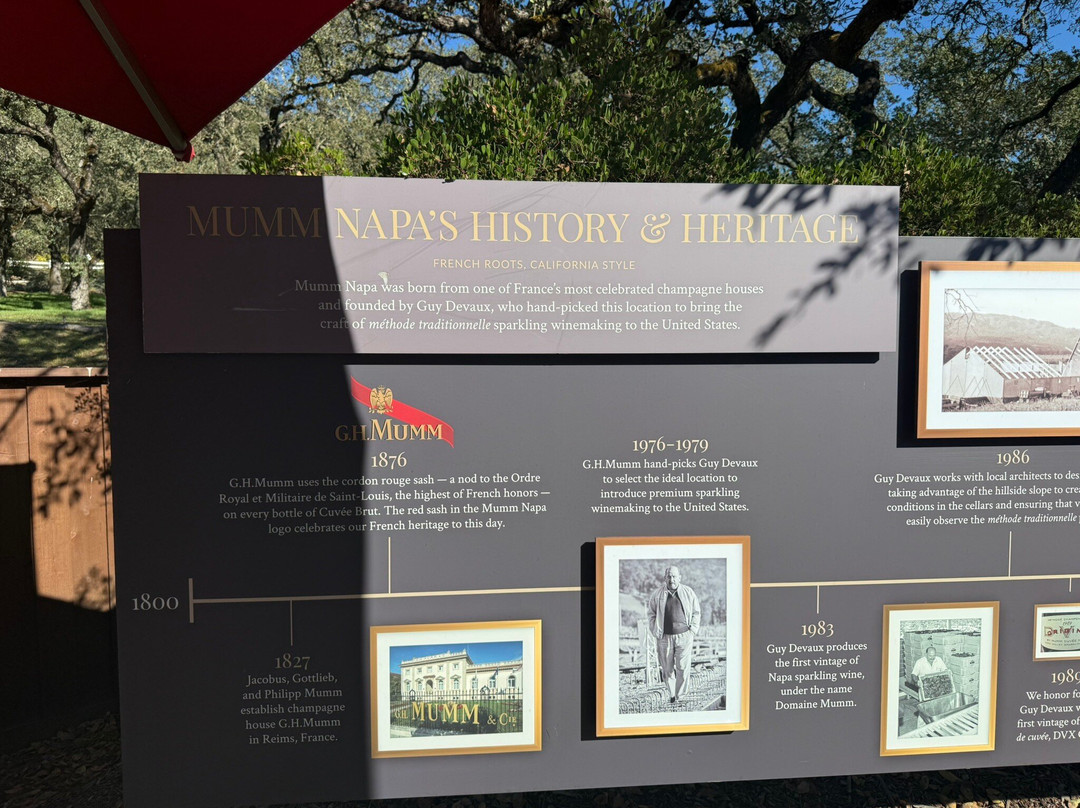 MUMM NAPA'S HISTORY & HERITAGE
FRENCH ROOTS, CALIFORNIA STYLE
Mumm Napa was born from one of France's most celebrated champagne houses
and founded by Guy Devaux, who hand-picked this location to bring the
craft of méthode traditionnelle sparkling winemaking to the United States.
G.H.MUMM
1876
G.H.Mumm uses the cordon rouge sash — a nod to the Ordre
Royal et Militaire de Saint-Louis, the highest of French honors —
on every bottle of Cuvée Brut. The red sash in the Mumm Napa
logo celebrates our French heritage to this day.
1976-1979
G.H.Mumm hand-picks Guy Devaux
to select the ideal location to
introduce premium sparkling
winemaking to the United States.
1986
Guy Devaux works with local architects to
taking advantage of the hillside slope to
conditions in the cellars and ensuring that
easily observe the méthode traditionnelle
1800
1827
Jacobus, Gottlieb,
and Philipp Mumm
establish champagne
house G.H.Mumm
in Reims, France.
G.H. MUMM & Cie
1983
Guy Devaux produces
the first vintage of
Napa sparkling wine,
under the name
Domaine Mumm.
1989
We honor
Guy Devaux
first vintage of
de cuvée, DVX